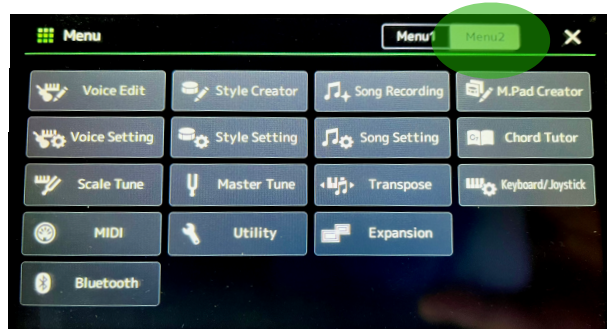 Menu Menu1 Menu2 X
Voice Edit Style Creator Song Recording M.Pad Creator
Voice Setting Style Setting Song Setting Chord Tutor
Scale Tune Master Tune Transpose Keyboard/Joystick
MIDI Utility Expansion
Bluetooth